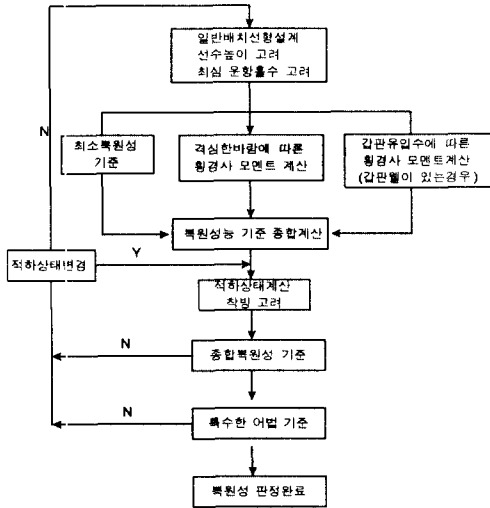 일반배치선형설계
선수높이 고려
최심 운항흘수 고려
N
최소복원성
기준
격심한바람에 따른
횡경사 모멘트 계산
갑판유입수에 따른
횡경사 모멘트계산
(갑판웰이 있는경우)
복원성능 기준 종합계산
Y
적하상태변경
적하상태계산
착빙 고려
N
종합복원성 기준
N
특수한 어법 기준
복원성 판정완료